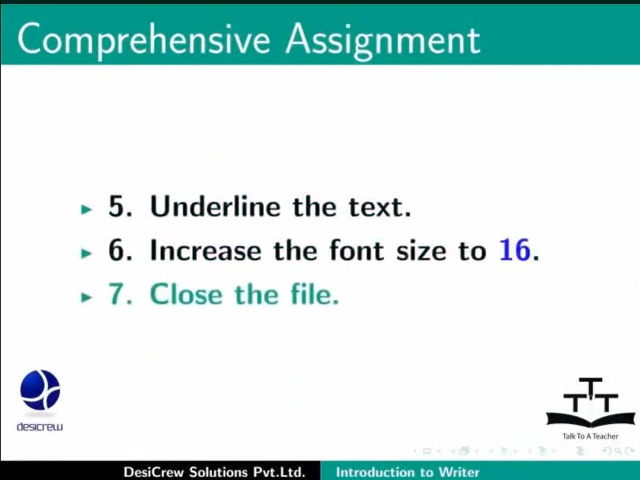 Comprehensive Assignment
5. Underline the text.
6. Increase the font size to 16.
7. Close the file.
desicrew
TTT
Talk To A Teacher
DesiCrew Solutions Pvt.Ltd. Introduction to Writer